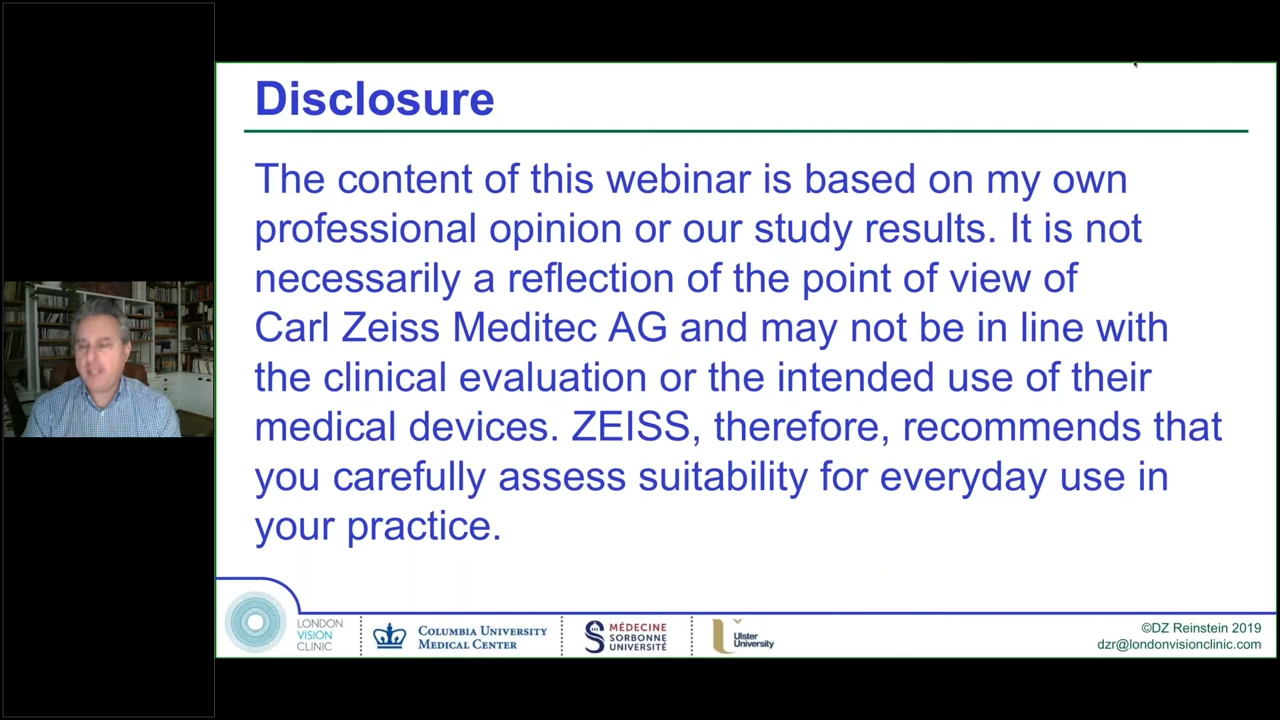 Disclosure
The content of this webinar is based on my own
professional opinion or our study results. It is not
necessarily a reflection of the point of view of
Carl Zeiss Meditec AG and may not be in line with
the clinical evaluation or the intended use of their
medical devices. ZEISS, therefore, recommends that
you carefully assess suitability for everyday use in
your practice.
LONDON
VISION
CLINIC
COLUMBIA UNIVERSITY
MEDICAL CENTER
MÉDECINE
SORBONNE
UNIVERSITÉ
Ulster
University
©DZ Reinstein 2019
dzr@londonvisionclinic.com